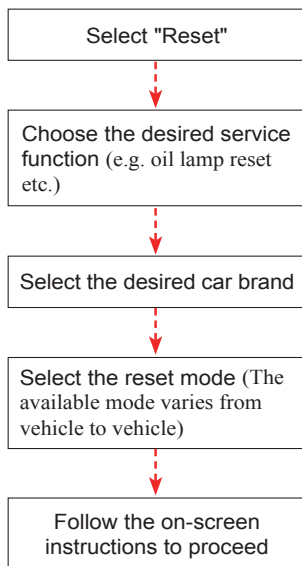 Select "Reset"
Choose the desired service
function (e.g. oil lamp reset
etc.)
Select the desired car brand
Select the reset mode (The
available mode varies from
vehicle to vehicle)
Follow the on-screen
instructions to proceed